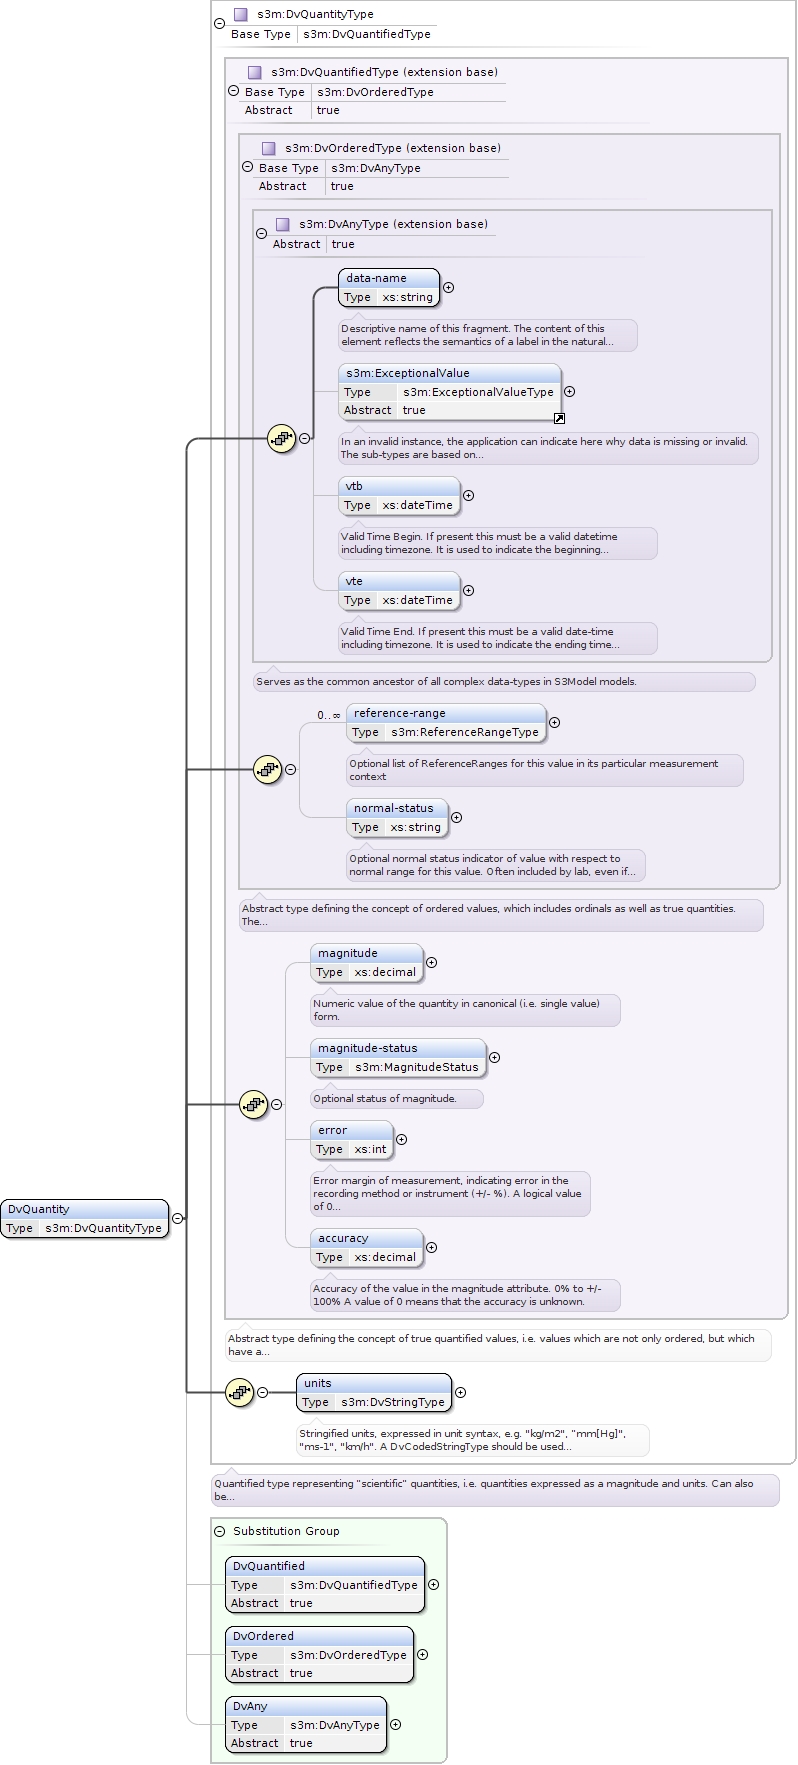 s3m:DvQuantityType
Base Type s3m:DvQuantifiedType
s3m:DvQuantifiedType (extension base)
Base Type s3m:DvOrderedType
Abstract true
s3m:DvOrderedType (extension base)
Base Type s3m:DvAnyType
Abstract true
s3m:DvAnyType (extension base)
Abstract true
data-name
Type xs:string
Descriptive name of this fragment. The content of this
element reflects the semantics of a label in the natural...
s3m:ExceptionalValue
Type s3m:ExceptionalValueType
Abstract true
In an invalid instance, the application can indicate here why data is missing or invalid.
The sub-types are based on...
vtb
Type xs:dateTime
Valid Time Begin. If present this must be a valid datetime
including timezone. It is used to indicate the beginning...
vte
Type xs:dateTime
Valid Time End. If present this must be a valid date-time
including timezone. It is used to indicate the ending time...
Serves as the common ancestor of all complex data-types in S3Model models.
0..∞
reference-range
Type s3m:ReferenceRangeType
Optional list of ReferenceRanges for this value in its particular measurement
context
normal-status
Type xs:string
Optional normal status indicator of value with respect to
normal range for this value. Often included by lab, even if...
Abstract type defining the concept of ordered values, which includes ordinals as well as true quantities.
The...
magnitude
Type xs:decimal
Numeric value of the quantity in canonical (i.e. single value)
form.
magnitude-status
Type s3m:MagnitudeStatus
Optional status of magnitude.
error
Type xs:int
Error margin of measurement, indicating error in the
recording method or instrument (+/- %). A logical value
of 0...
accuracy
Type xs:decimal
Accuracy of the value in the magnitude attribute. 0% to +/-
100% A value of 0 means that the accuracy is unknown.
DvQuantity
Type s3m:DvQuantityType
Abstract type defining the concept of true quantified values, i.e. values which are not only ordered, but which
have a...
units
Type s3m:DvStringType
Stringified units, expressed in unit syntax, e.g. "kg/m2", "mm[Hg]",
"ms-1", "km/h". A DvCodedStringType should be used...
Quantified type representing "scientific" quantities, i.e. quantities expressed as a magnitude and units. Can also
be...
Substitution Group
DvQuantified
Type s3m:DvQuantifiedType
Abstract true
DvOrdered
Type s3m:DvOrderedType
Abstract true
DvAny
Type s3m:DvAnyType
Abstract true